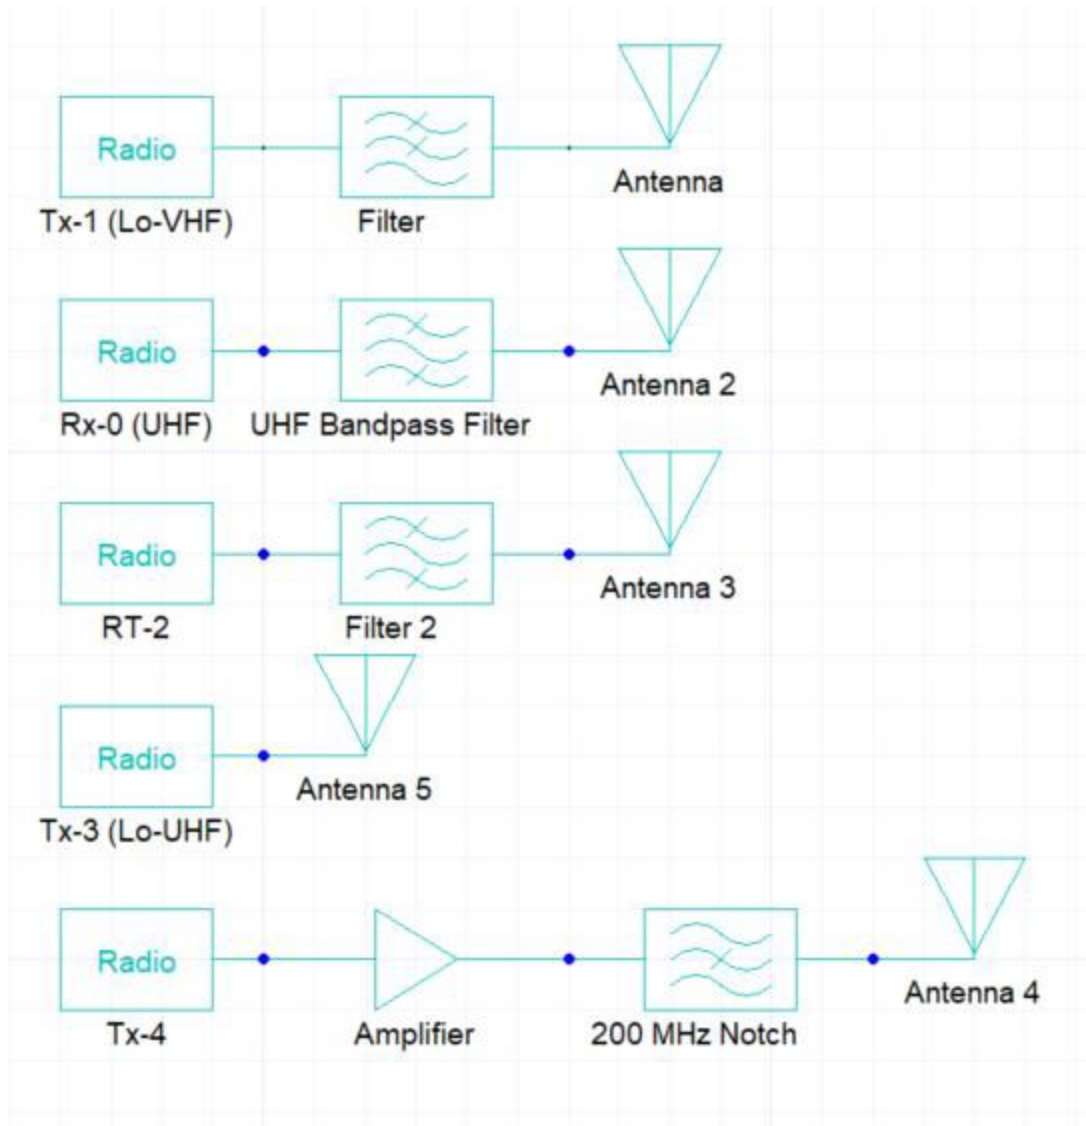 Radio
Antenna
Tx-1 (Lo-VHF)
Filter
Radio
Antenna 2
Rx-0 (UHF)
UHF Bandpass Filter
Radio
Antenna 3
RT-2
Filter 2
Radio
Antenna 5
Tx-3 (Lo-UHF)
Radio
Antenna 4
Tx-4
Amplifier
200 MHz Notch